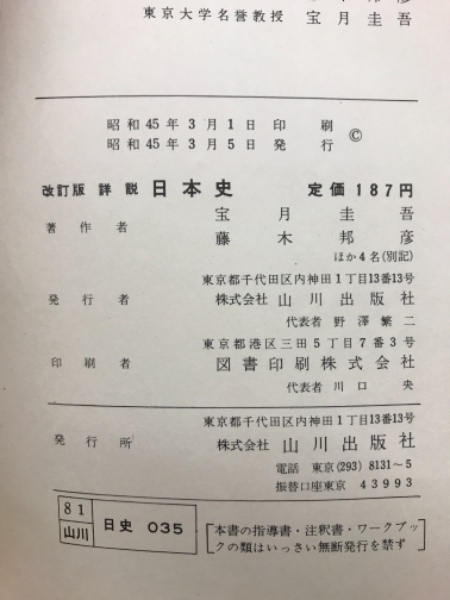 東京大学名誉教授 宝月圭吾
昭和45年3月1日 印刷
昭和45年3月5日 発行 ©
改訂版 詳説 日本史 定価 187円
著作者 宝月圭吾
藤木邦彦
ほか4名(別記)
東京都千代田区内神田1丁目13番13号
発行者 株式会社 山川出版社
代表者 野澤繁二
東京都港区三田5丁目7番3号
印刷者 図書印刷株式会社
代表者 川口 央
東京都千代田区内神田1丁目13番13号
発行所 株式会社 山川出版社
電話 東京(293) 8131~5
振替口座東京 43993
81
山川
日史 035
本書の指導書・注釈書・ワークブッ
クの類はいっさい無断発行を禁ず